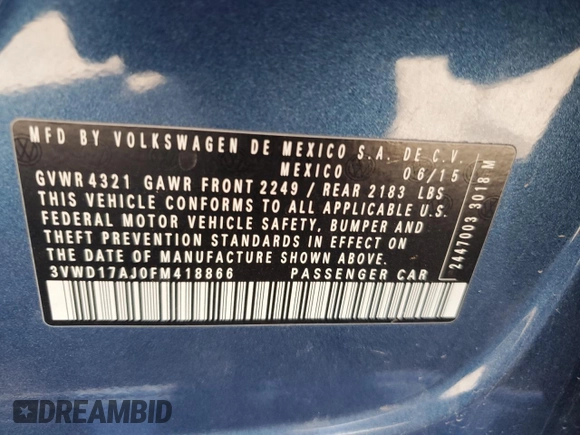 MFD BY VOLKSWAGEN DE MEXICO S.A. DE C.V.
MEXICO 06/15
GVWR 4321 GAWR FRONT 2249 / REAR 2183 LBS
THIS VEHICLE CONFORMS TO ALL APPLICABLE U.S.
FEDERAL MOTOR VEHICLE SAFETY, BUMPER AND
THEFT PREVENTION STANDARDS IN EFFECT ON
THE DATE OF MANUFACTURE SHOWN ABOVE
3VWD17AJ0FM418866 PASSENGER CAR
2447003 3018 M
DREAMBID